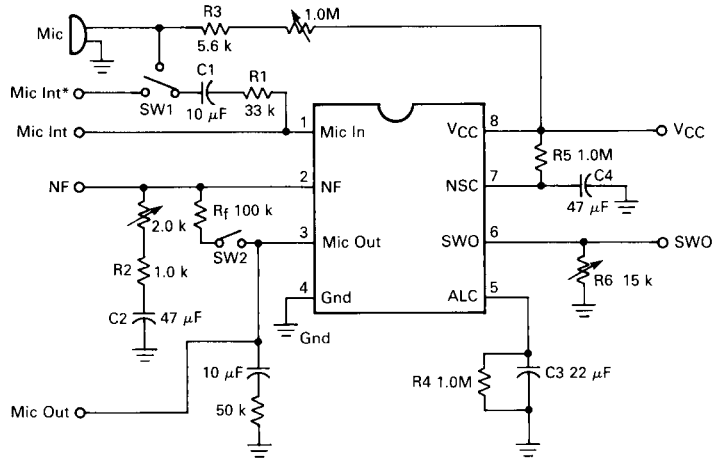 Mic
R3
5.6 k
1.0M
Mic Int*
SW1
C1
10 μF
R1
33 k
Mic Int
1
Mic In
VCC
8
VCC
R5 1.0M
NF
2
NF
NSC
7
C4
47 μF
2.0 k
Rf 100 k
SW2
3
Mic Out
SWO
6
SWO
R2
1.0 k
R6 15 k
4
Gnd
ALC
5
Gnd
C2
47 μF
10 μF
50 k
R4 1.0M
C3 22 μF
Mic Out